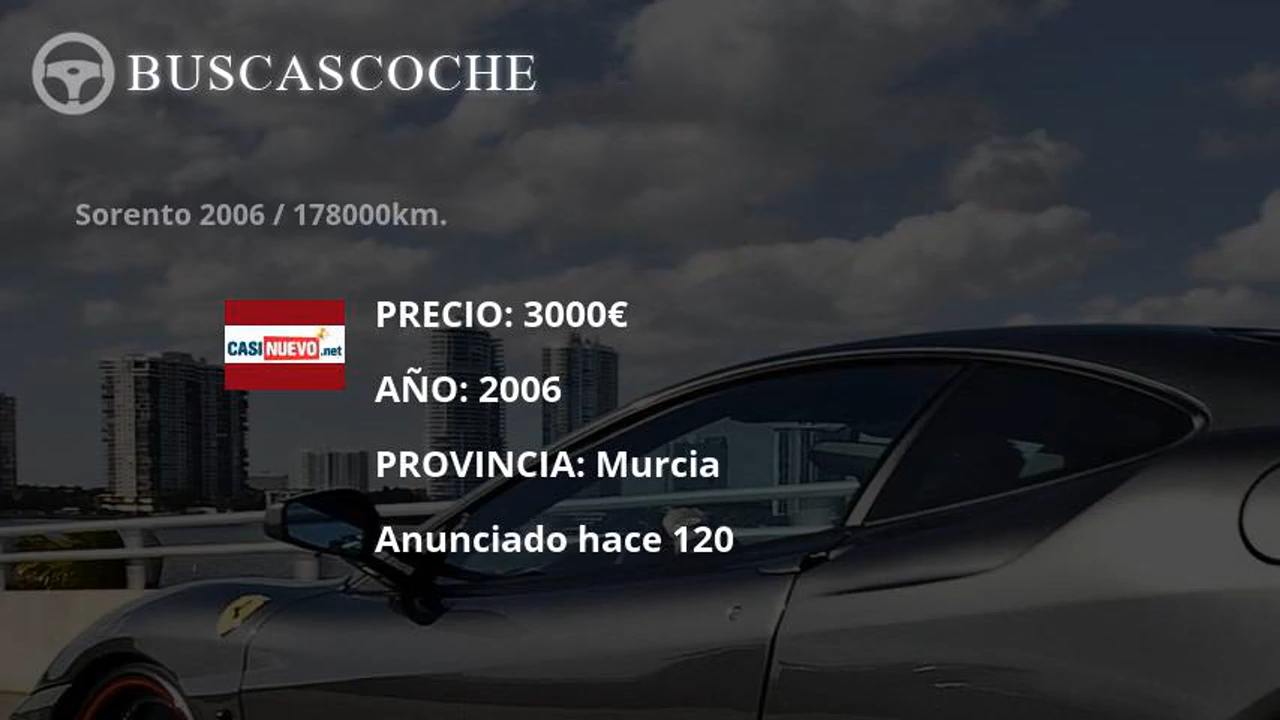 BUSCASCOCHE
Sorento 2006 / 178000km.
CASI NUEVO.net
PRECIO: 3000€
AÑO: 2006
PROVINCIA: Murcia
Anunciado hace 120